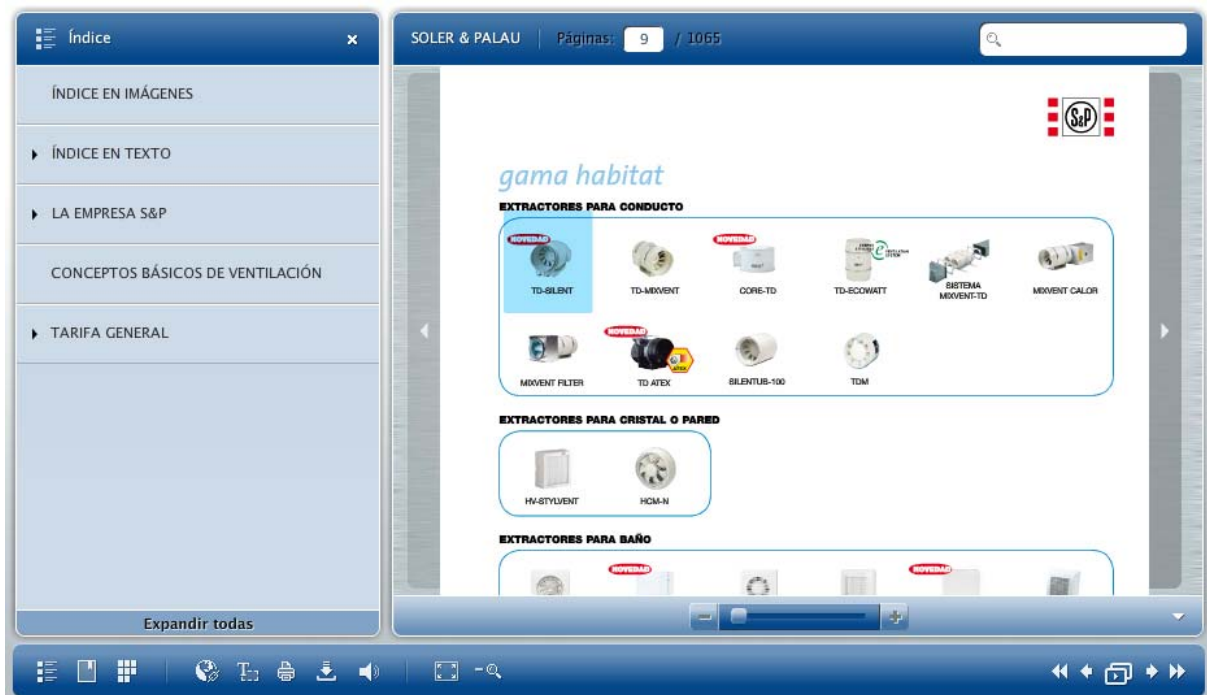 Índice
ÍNDICE EN IMÁGENES
ÍNDICE EN TEXTO
LA EMPRESA S&P
CONCEPTOS BÁSICOS DE VENTILACIÓN
TARIFA GENERAL
Expandir todas
SOLER & PALAU Páginas: 9 / 1065
S&P
gama habitat
EXTRACTORES PARA CONDUCTO
NOVEDAD NOVEDAD
TD-SILENT TD-MIXVENT CORE-TD TD-ECOWATT SISTEMA MIXVENT-TD MIXVENT CALOR
NOVEDAD
MIXVENT FILTER TD ATEX SILENTUB-100 TDM
EXTRACTORES PARA CRISTAL O PARED
HV-STYLVENT HCM-N
EXTRACTORES PARA BAÑO
NOVEDAD NOVEDAD